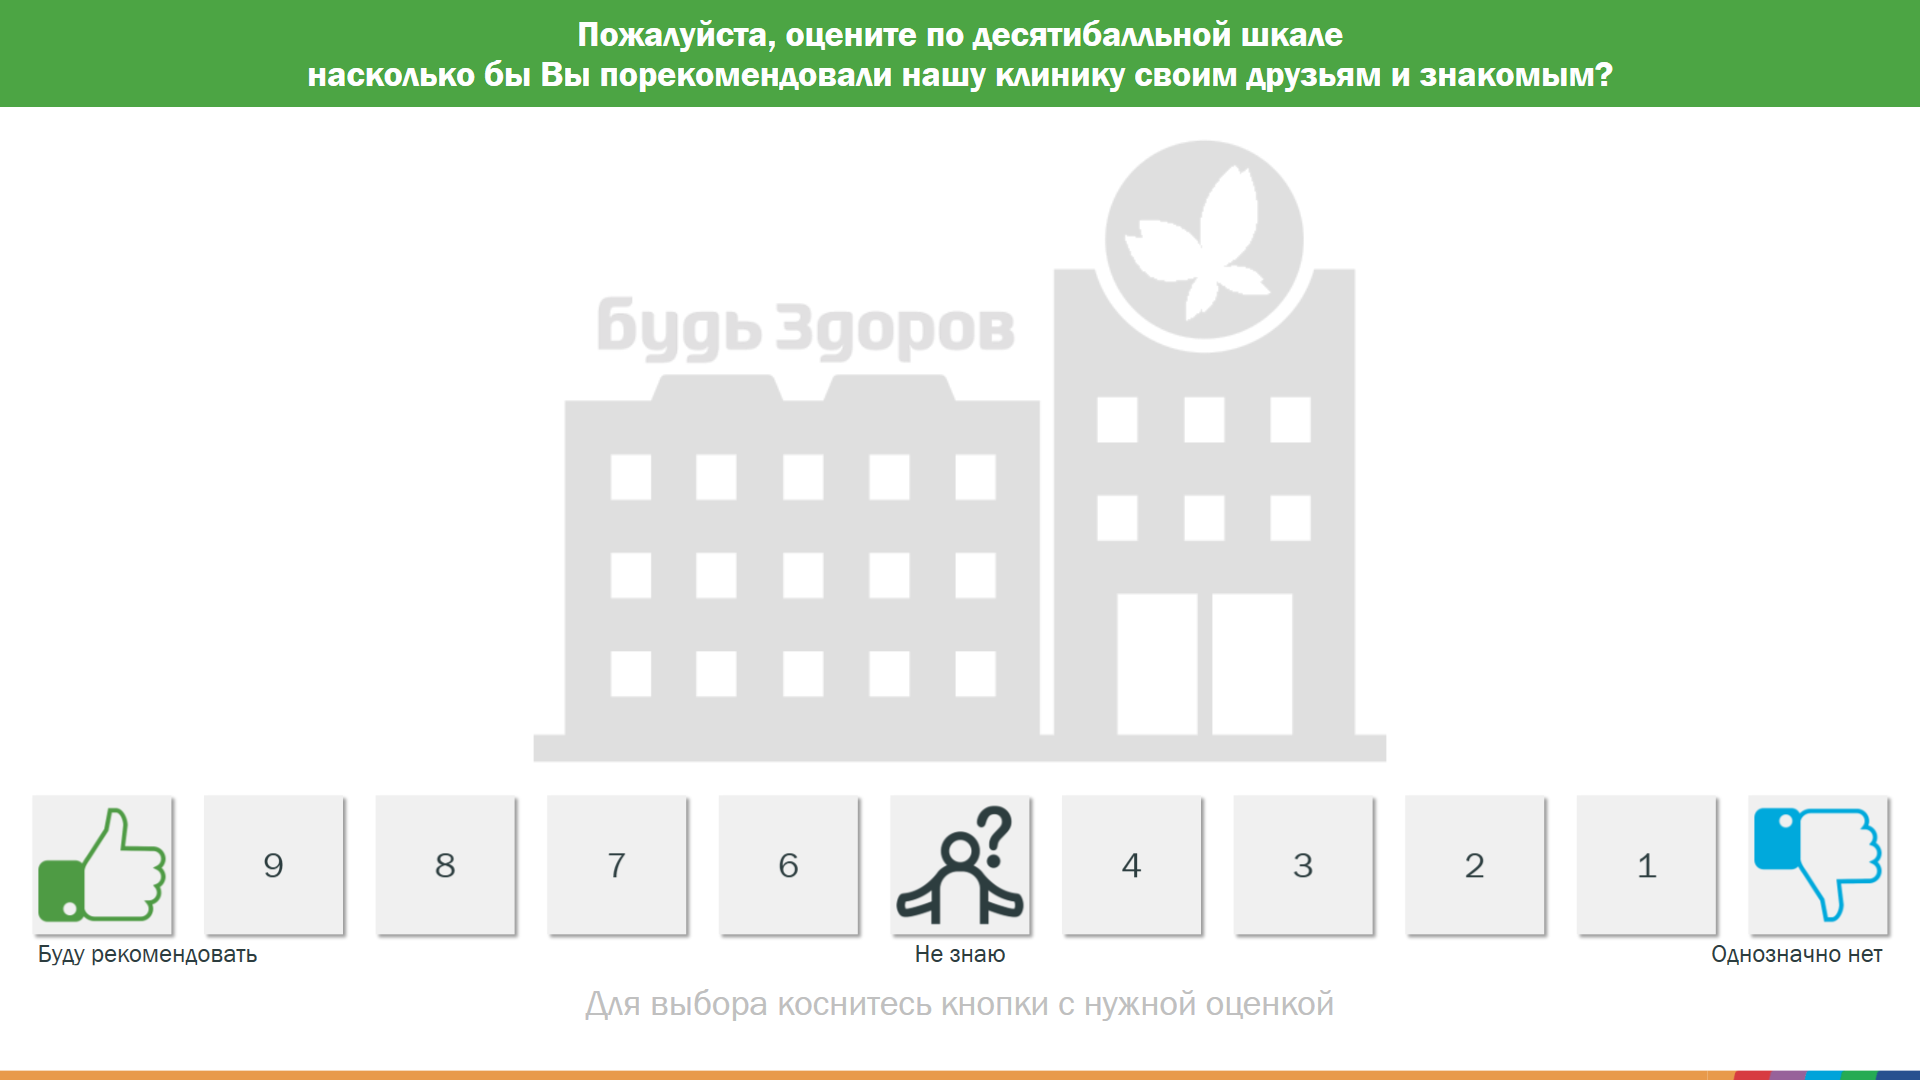 Пожалуйста, оцените по десятибалльной шкале
насколько бы Вы порекомендовали нашу клинику своим друзьям и знакомым?
будь Здоров
9 8 7 6 4 3 2 1
Буду рекомендовать Не знаю Однозначно нет
Для выбора коснитесь кнопки с нужной оценкой